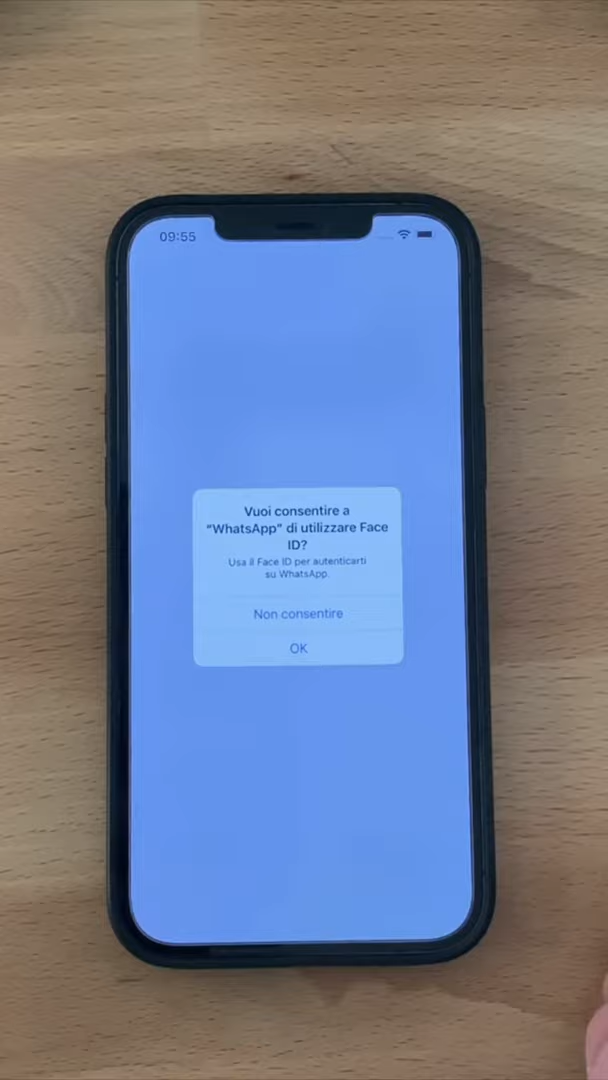 09:55
Vuoi consentire a
“WhatsApp” di utilizzare Face
ID?
Usa il Face ID per autenticarti
su WhatsApp.
Non consentire
OK